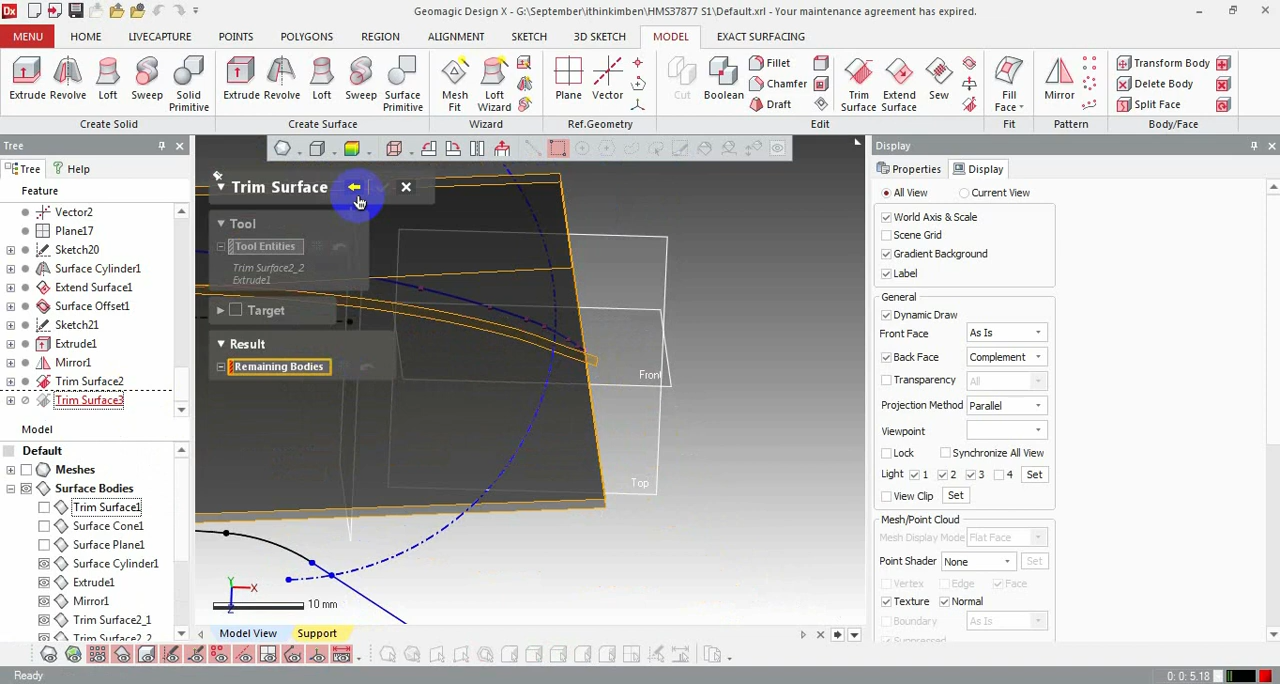 Dx
Geomagic Design X - G:\September\ithinkimben\HMS37877 S1\Default.xrl - Your maintenance agreement has expired.
MENU HOME LIVECAPTURE POINTS POLYGONS REGION ALIGNMENT SKETCH 3D SKETCH MODEL EXACT SURFACING
Extrude Revolve Loft Sweep Solid Primitive
Create Solid
Extrude Revolve Loft Sweep Surface Primitive
Create Surface
Mesh Fit Loft Wizard
Wizard
Plane Vector
Ref.Geometry
Cut Boolean Fillet Chamfer Draft Trim Surface Extend Surface Sew
Edit
Fill Face
Fit
Mirror
Pattern
Transform Body
Delete Body
Split Face
Body/Face
Tree
Tree Help
Feature
Vector2
Plane17
Sketch20
Surface Cylinder1
Extend Surface1
Surface Offset1
Sketch21
Extrude1
Mirror1
Trim Surface2
Trim Surface3
Model
Default
Meshes
Surface Bodies
Trim Surface1
Surface Cone1
Surface Plane1
Surface Cylinder1
Extrude1
Mirror1
Trim Surface2_1
Trim Surface2_2
Trim Surface
Tool
Tool Entities
Trim Surface2_2
Extrude1
Target
Result
Remaining Bodies
Front
Top
Y
X
Z
10 mm
Model View Support
Display
Properties Display
All View Current View
World Axis & Scale
Scene Grid
Gradient Background
Label
General
Dynamic Draw
Front Face As Is
Back Face Complement
Transparency All
Projection Method Parallel
Viewpoint
Lock Synchronize All View
Light 1 2 3 4 Set
View Clip Set
Mesh/Point Cloud
Mesh Display Mode Flat Face
Point Shader None Set
Vertex Edge Face
Texture Normal
Boundary As Is
Suppressed
Ready
0: 0: 5.18